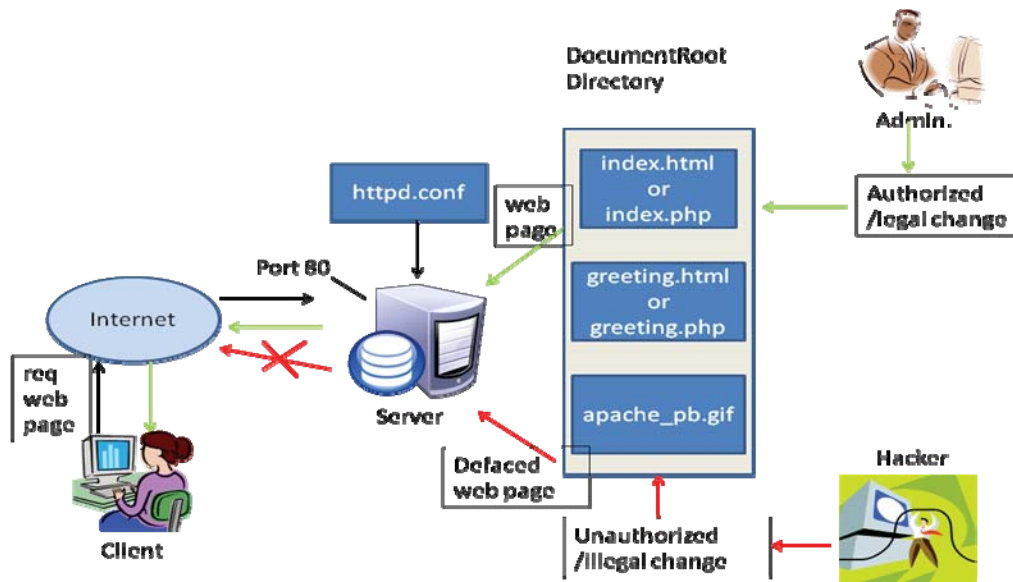 DocumentRoot
Directory
Admin.
index.html
or
index.php
Authorized
/legal change
httpd.conf
web
page
Port 80
greeting.html
or
greeting.php
Internet
req
web
page
apache_pb.gif
Server
Defaced
web page
Hacker
Unauthorized
/illegal change
Client